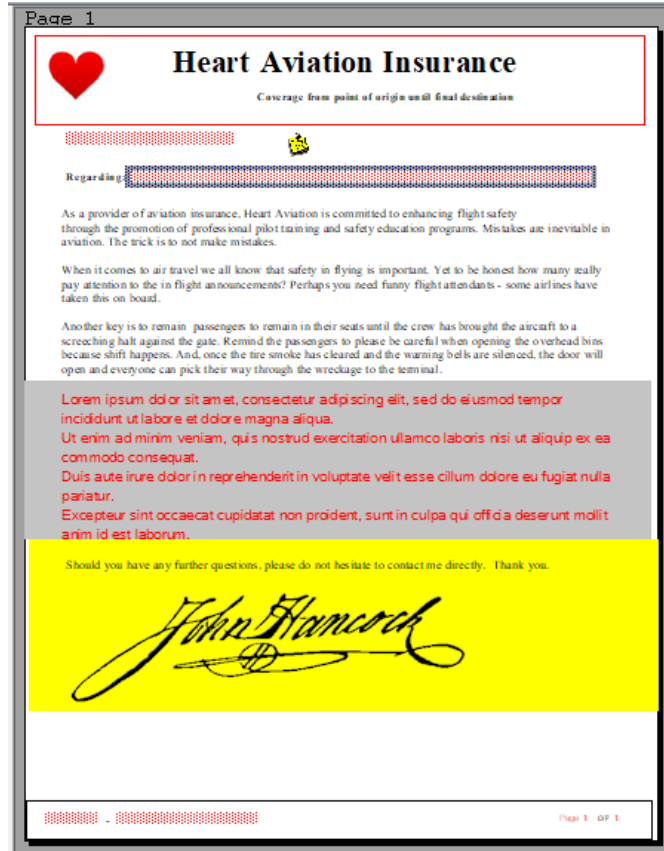 Page 1
Heart Aviation Insurance
Coverage from point of origin until final destination
Regarding:
As a provider of aviation insurance, Heart Aviation is committed to enhancing flight safety
through the promotion of professional pilot training and safety education programs. Mistakes are inevitable in
aviation. The trick is to not make mistakes.
When it comes to air travel we all know that safety in flying is important. Yet to be honest how many really
pay attention to the in flight announcements? Perhaps you need funny flight attendants - some airlines have
taken this on board.
Another key is to remain passengers to remain in their seats until the crew has brought the aircraft to a
screeching halt against the gate. Remind the passengers to please be careful when opening the overhead bins
because shift happens. And, once the tire smoke has cleared and the warning bells are silenced, the door will
open and everyone can pick their way through the wreckage to the terminal.
Lorem ipsum dolor sit amet, consectetur adipiscing elit, sed do eiusmod tempor
incididunt ut labore et dolore magna aliqua.
Ut enim ad minim veniam, quis nostrud exercitation ullamco laboris nisi ut aliquip ex ea
commodo consequat.
Duis aute irure dolor in reprehenderit in voluptate velit esse cillum dolore eu fugiat nulla
pariatur.
Excepteur sint occaecat cupidatat non proident, sunt in culpa qui officia deserunt mollit
anim id est laborum.
Should you have any further questions, please do not hesitate to contact me directly. Thank you.
John Hancock
- Page 1 OF 1